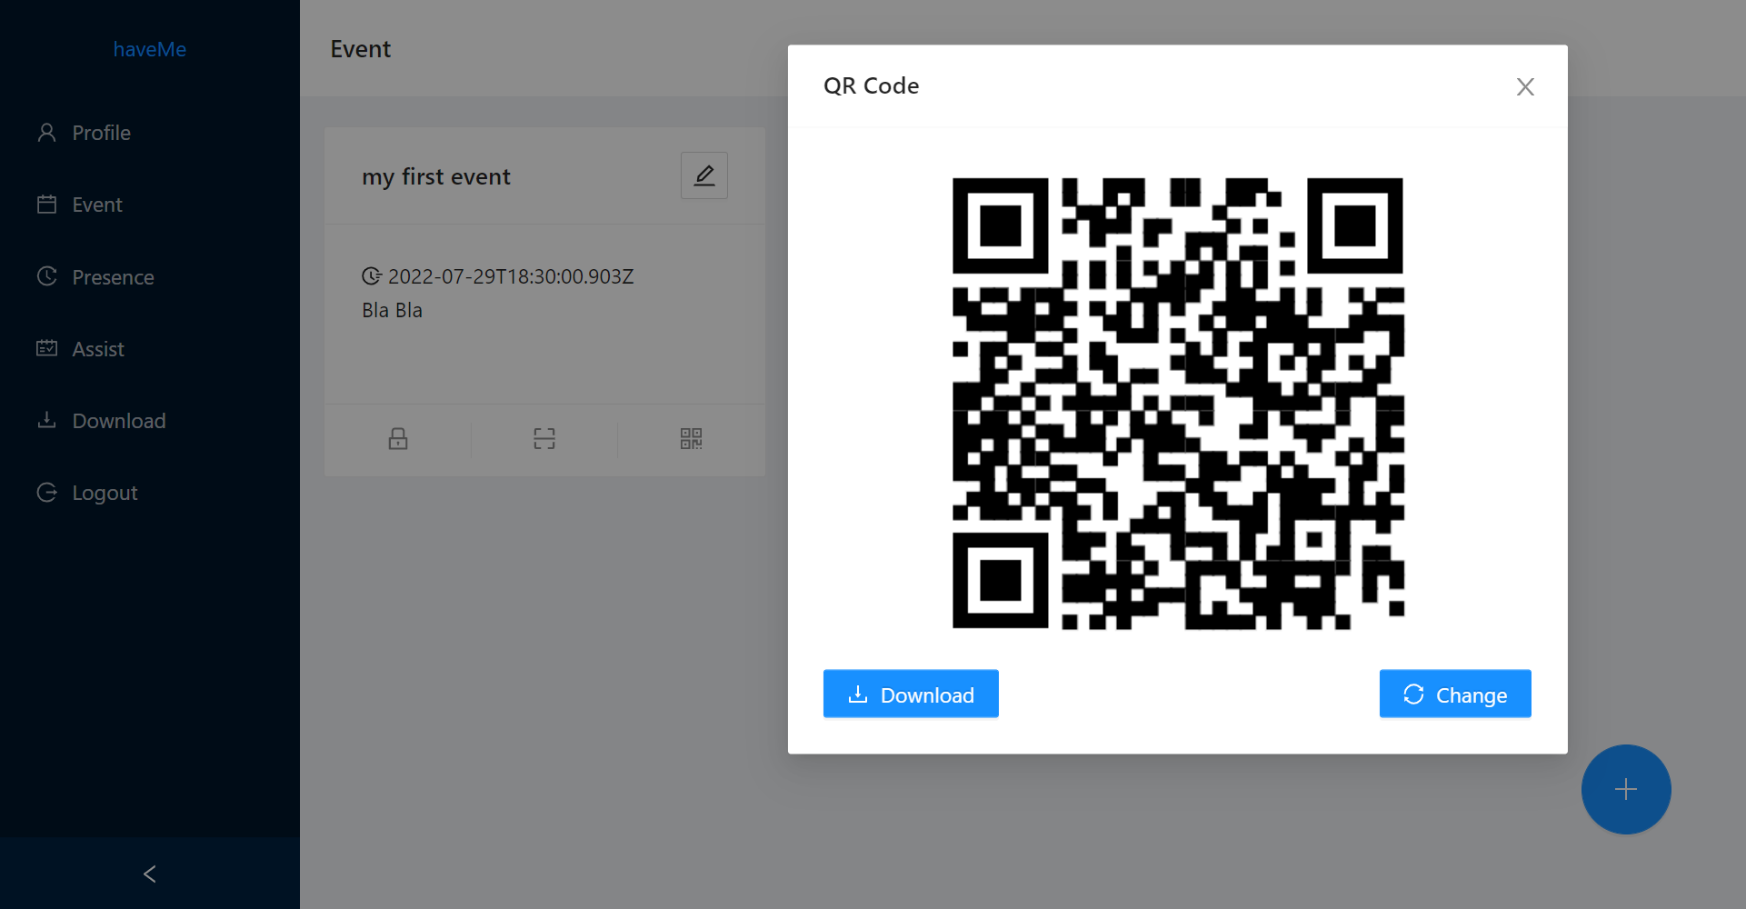 haveMe
Profile
Event
Presence
Assist
Download
Logout
Event
my first event
2022-07-29T18:30:00.903Z
Bla Bla
QR Code
Download
Change